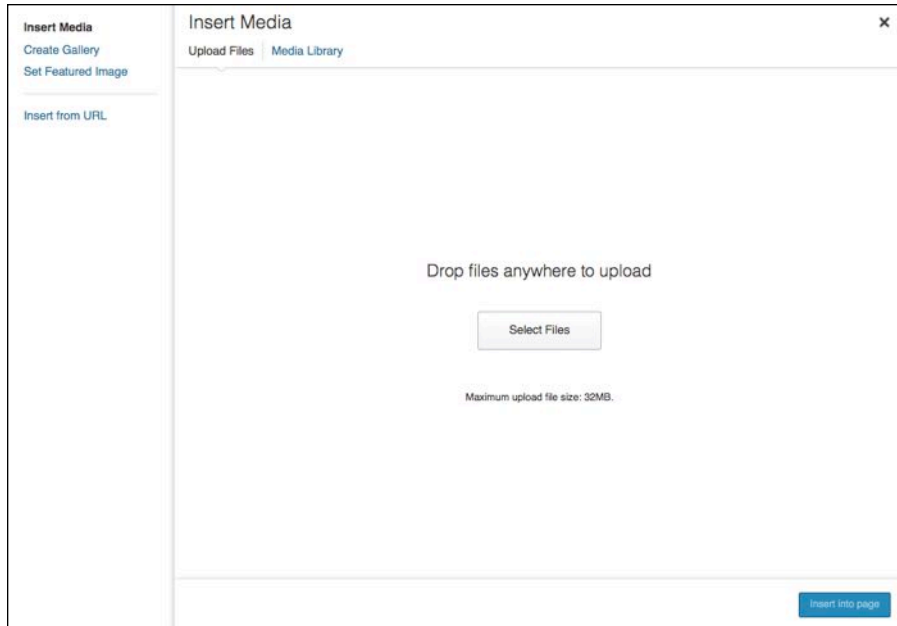 Insert Media
Create Gallery
Set Featured Image
Insert from URL
Insert Media
Upload Files
Media Library
Drop files anywhere to upload
Select Files
Maximum upload file size: 32MB.
Insert into page